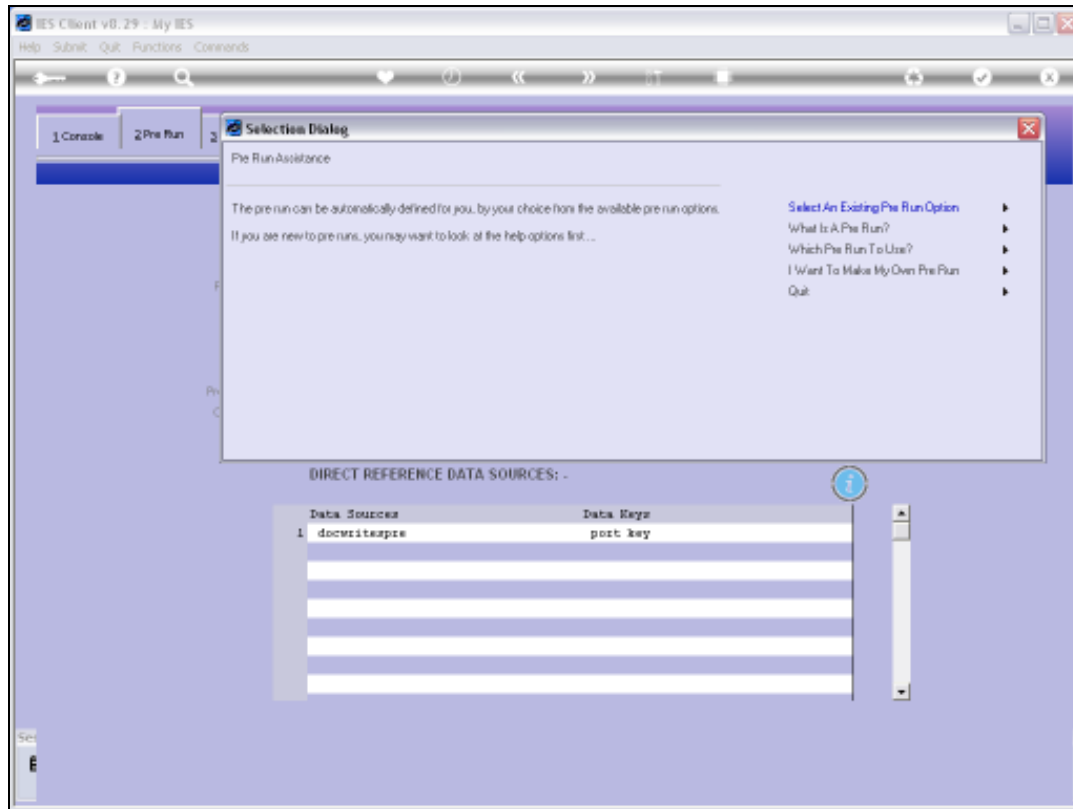 IES Client v0.29 : My IES
Help Submit Quit Functions Commands
1 Console 2 Pre Run 3
Selection Dialog
Pre Run Assistance
The pre run can be automatically defined for you, by your choice from the available pre run options.
If you are new to pre runs, you may want to look at the help options first...
Select An Existing Pre Run Option
What Is A Pre Run?
Which Pre Run To Use?
I Want To Make My Own Pre Run
Quit
DIRECT REFERENCE DATA SOURCES: -
Data Sources Data Keys
1 docwritespre port key